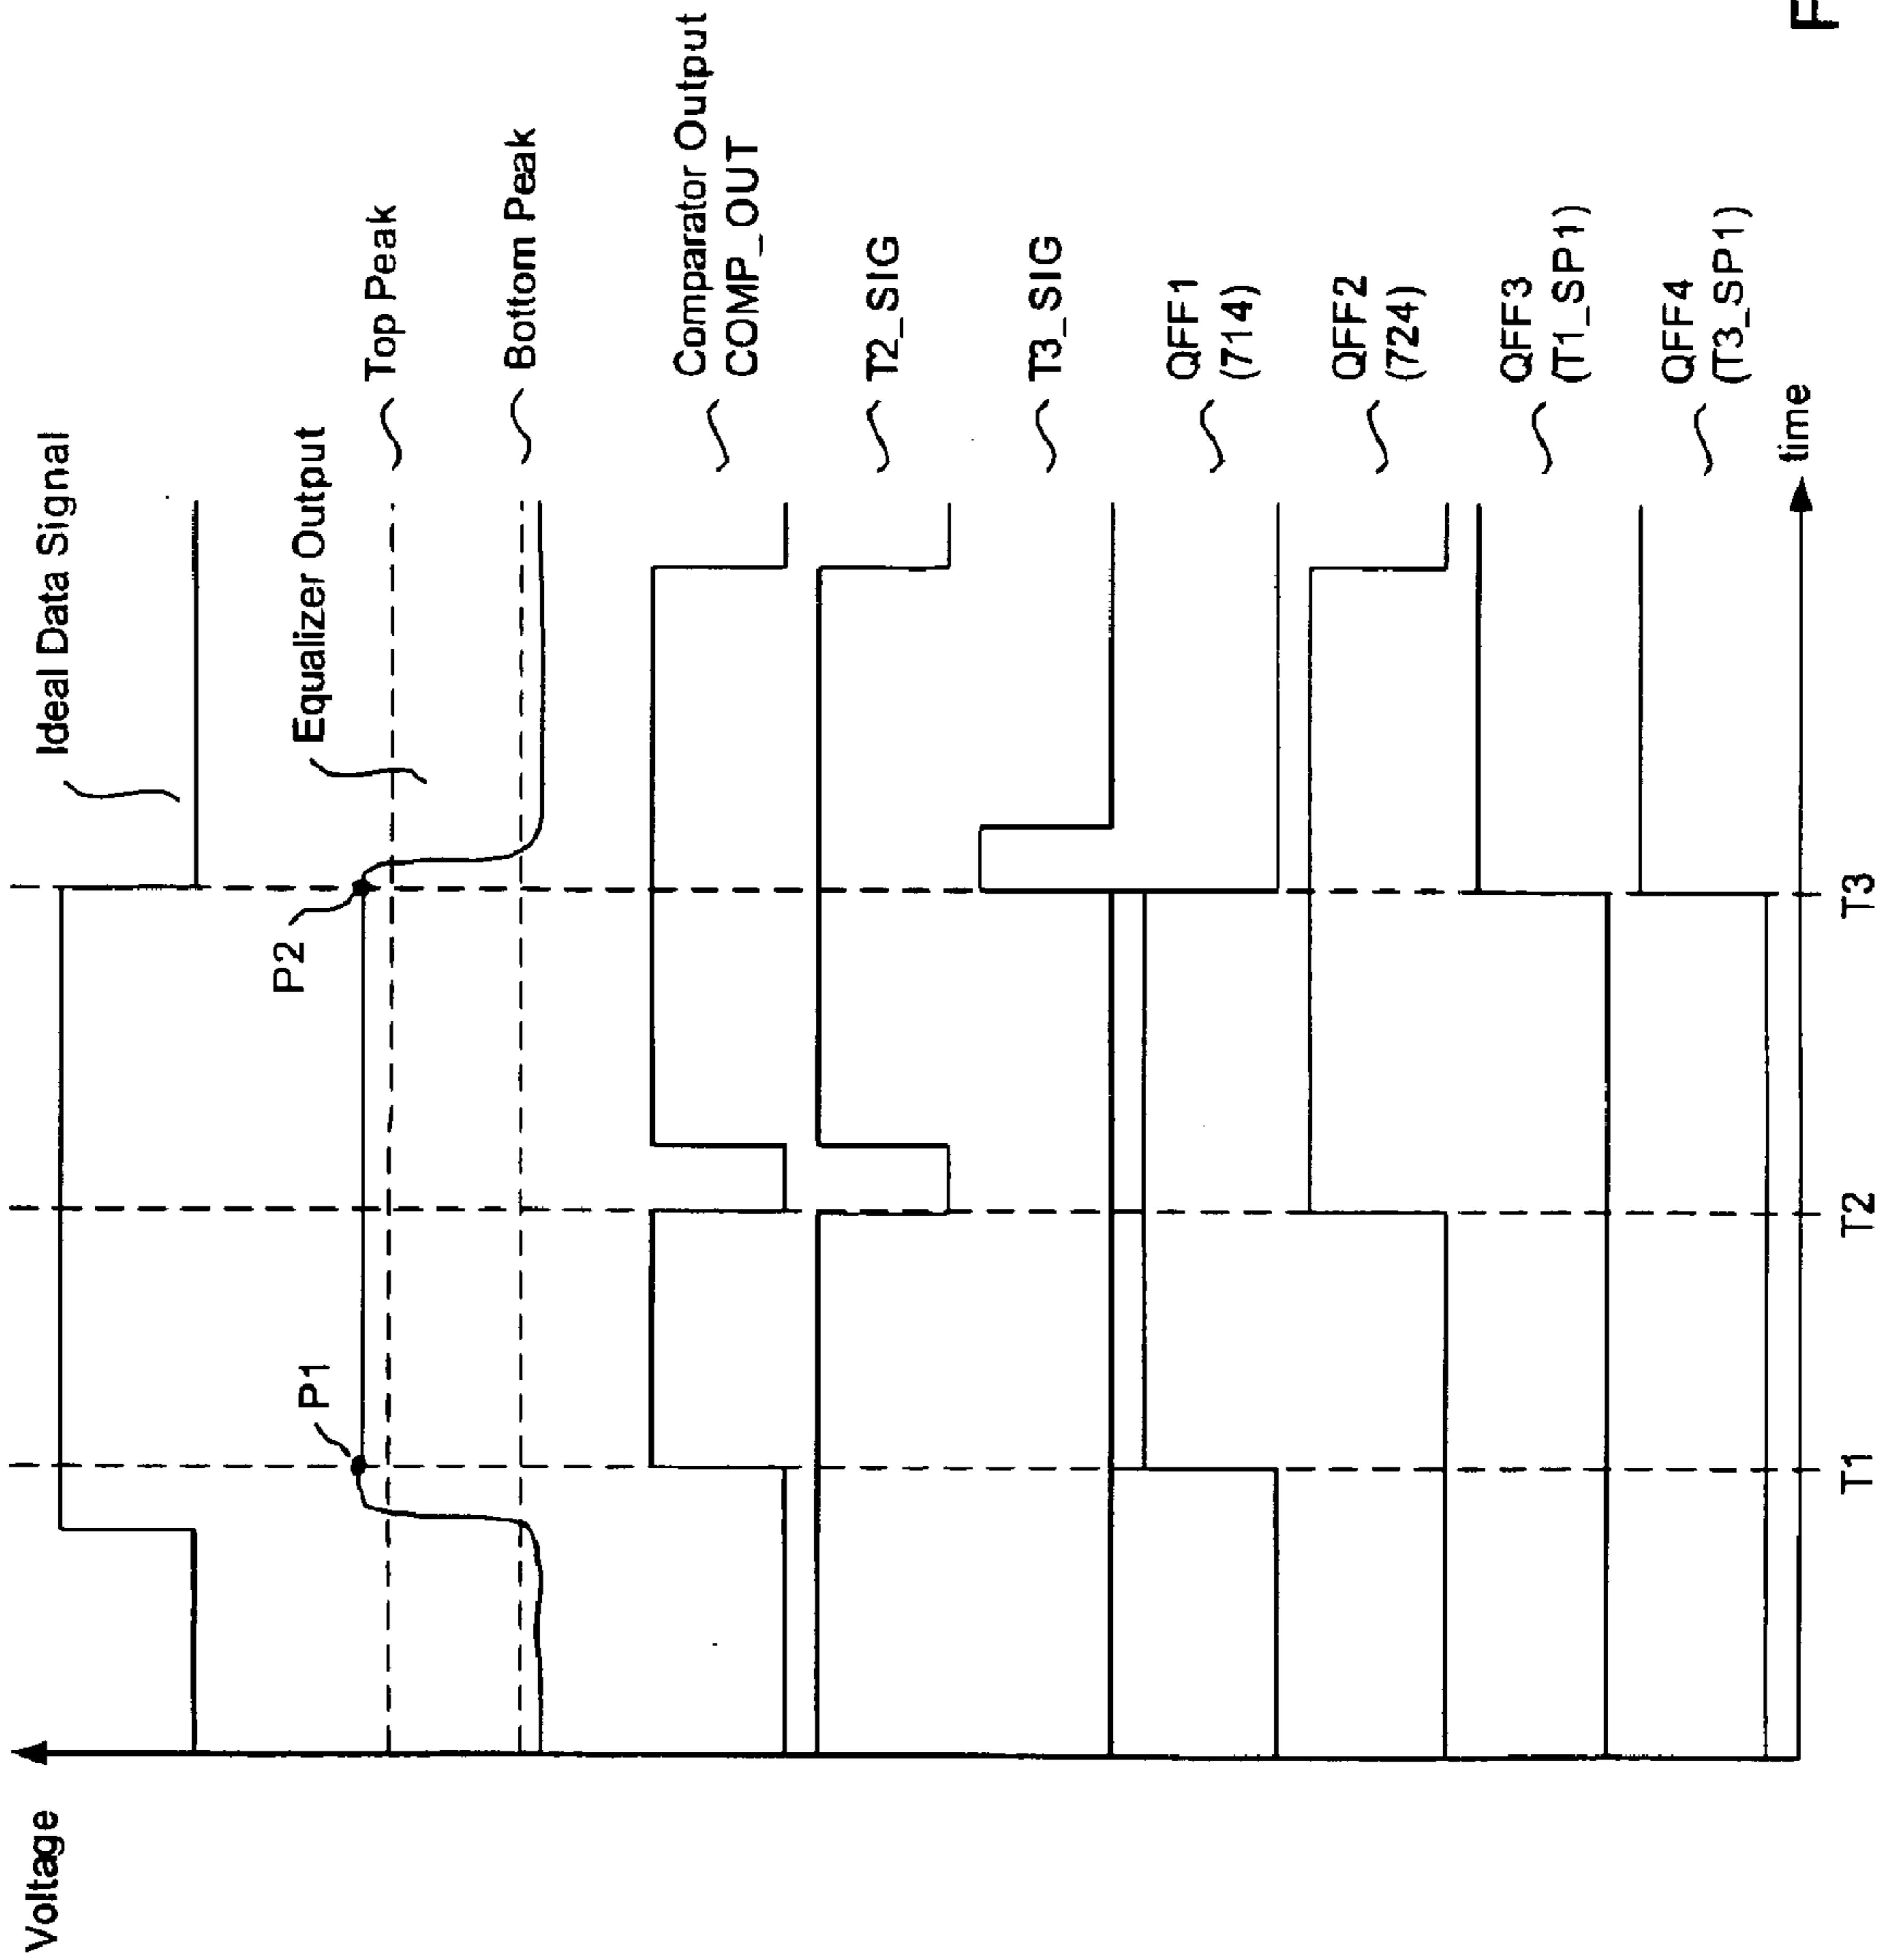 Voltage
Ideal Data Signal
Equalizer Output
Top Peak
Bottom Peak
P1
P2
Comparator Output
COMP_OUT
T2_SIG
T3_SIG
QFF1
(714)
QFF2
(724)
QFF3
(T1_SP1)
QFF4
(T3_SP1)
time
T1
T2
T3
F